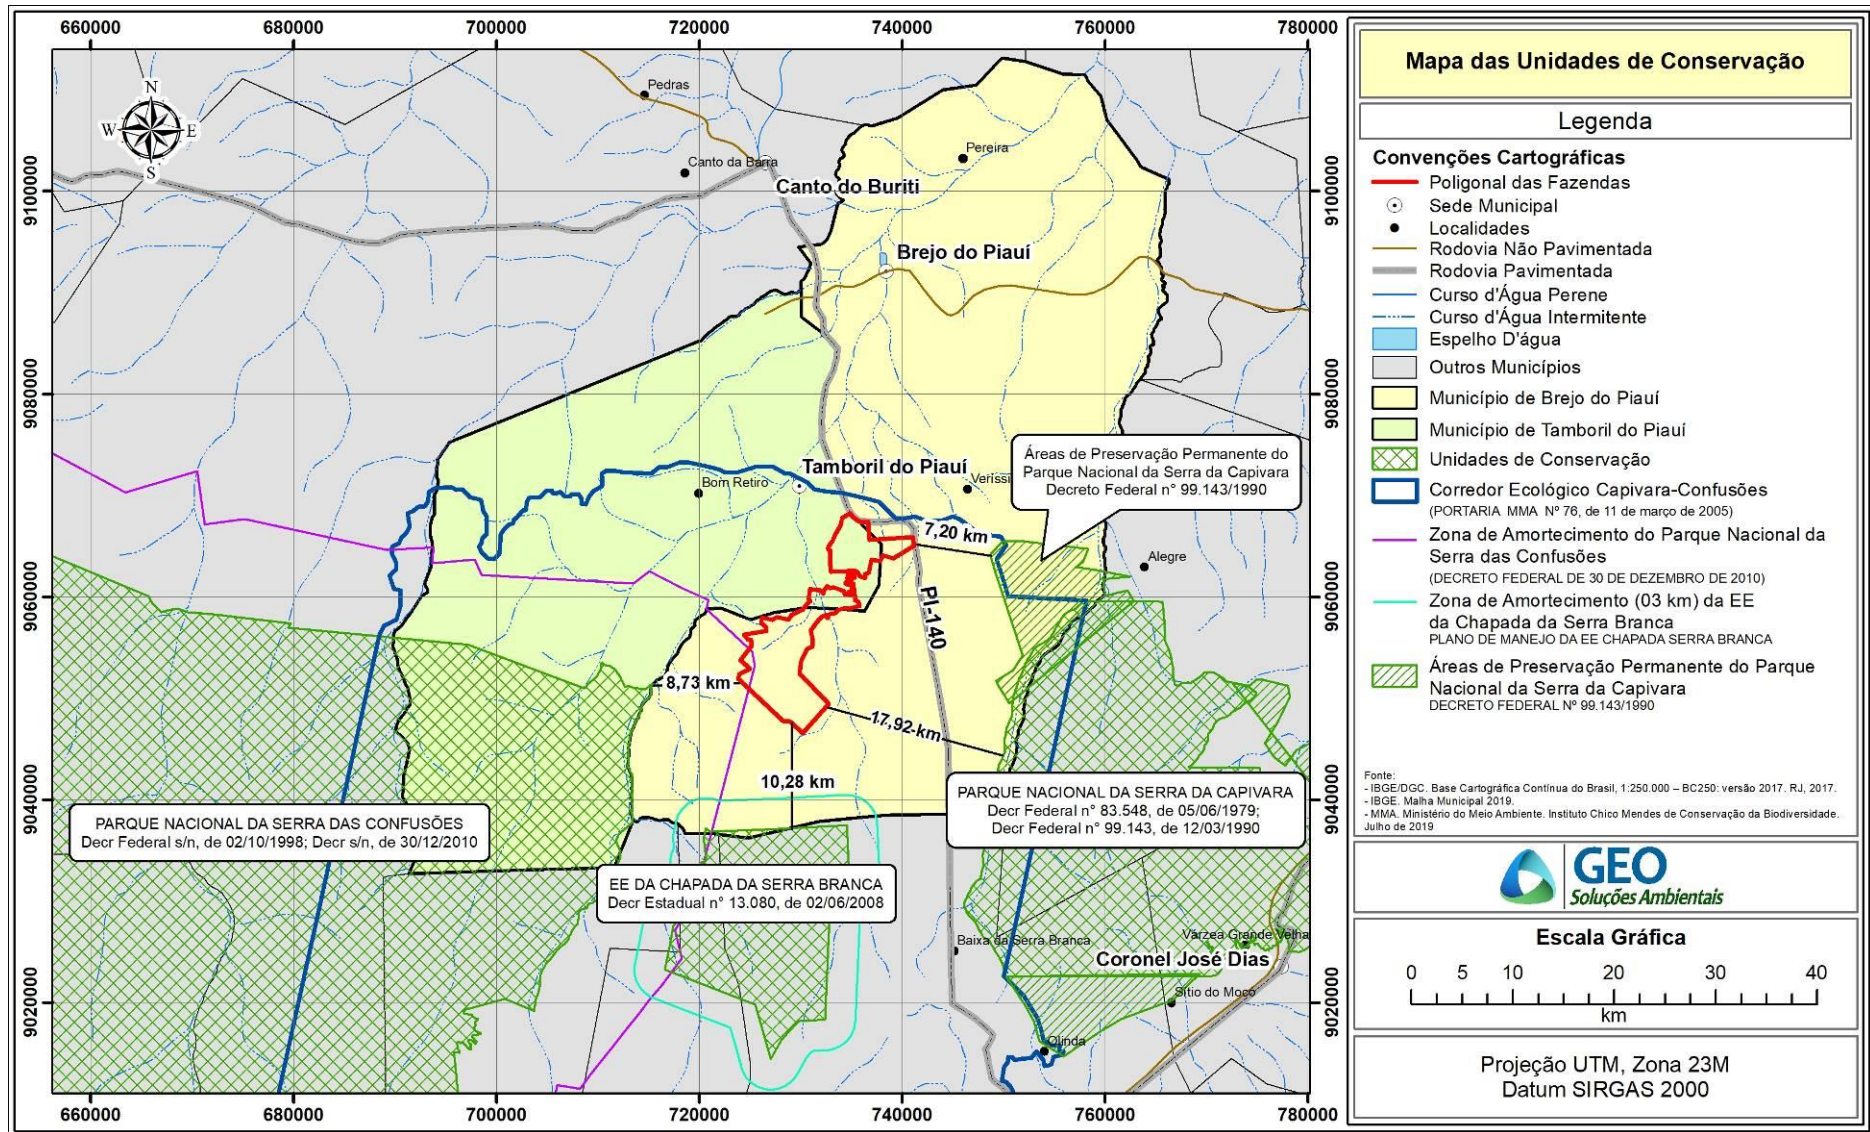 660000 680000 700000 720000 740000 760000 780000
9100000
9080000
9060000
9040000
9020000
9100000
9080000
9060000
9040000
9020000
N
W E
S
Pedras
Canto da Barra
Canto do Buriti
Pereira
Brejo do Piauí
Tamboril do Piauí
Bom Retiro
Áreas de Preservação Permanente do
Parque Nacional da Serra da Capivara
Decreto Federal n° 99.143/1990
7,20 km
Alegre
PI-140
8,73 km
17,92 km
10,28 km
PARQUE NACIONAL DA SERRA DAS CONFUSÕES
Decr Federal s/n, de 02/10/1998; Decr s/n, de 30/12/2010
PARQUE NACIONAL DA SERRA DA CAPIVARA
Decr Federal n° 83.548, de 05/06/1979;
Decr Federal n° 99.143, de 12/03/1990
EE DA CHAPADA DA SERRA BRANCA
Decr Estadual n° 13.080, de 02/06/2008
Baixa da Serra Branca
Várzea Grande Velha
Coronel José Dias
Sítio do Mocó
Olinda
660000 680000 700000 720000 740000 760000 780000
Mapa das Unidades de Conservação
Legenda
Convenções Cartográficas
Poligonal das Fazendas
Sede Municipal
Localidades
Rodovia Não Pavimentada
Rodovia Pavimentada
Curso d'Água Perene
Curso d'Água Intermitente
Espelho D'água
Outros Municípios
Município de Brejo do Piauí
Município de Tamboril do Piauí
Unidades de Conservação
Corredor Ecológico Capivara-Confusões
(PORTARIA MMA Nº 76, de 11 de março de 2005)
Zona de Amortecimento do Parque Nacional da
Serra das Confusões
(DECRETO FEDERAL DE 30 DE DEZEMBRO DE 2010)
Zona de Amortecimento (03 km) da EE
da Chapada da Serra Branca
PLANO DE MANEJO DA EE CHAPADA SERRA BRANCA
Áreas de Preservação Permanente do Parque
Nacional da Serra da Capivara
DECRETO FEDERAL Nº 99.143/1990
Fonte:
- IBGE/DGC. Base Cartográfica Contínua do Brasil, 1:250.000 – BC250: versão 2017. RJ, 2017.
- IBGE. Malha Municipal 2019.
- MMA. Ministério do Meio Ambiente. Instituto Chico Mendes de Conservação da Biodiversidade.
Julho de 2019
GEO
Soluções Ambientais
Escala Gráfica
0 5 10 20 30 40
km
Projeção UTM, Zona 23M
Datum SIRGAS 2000